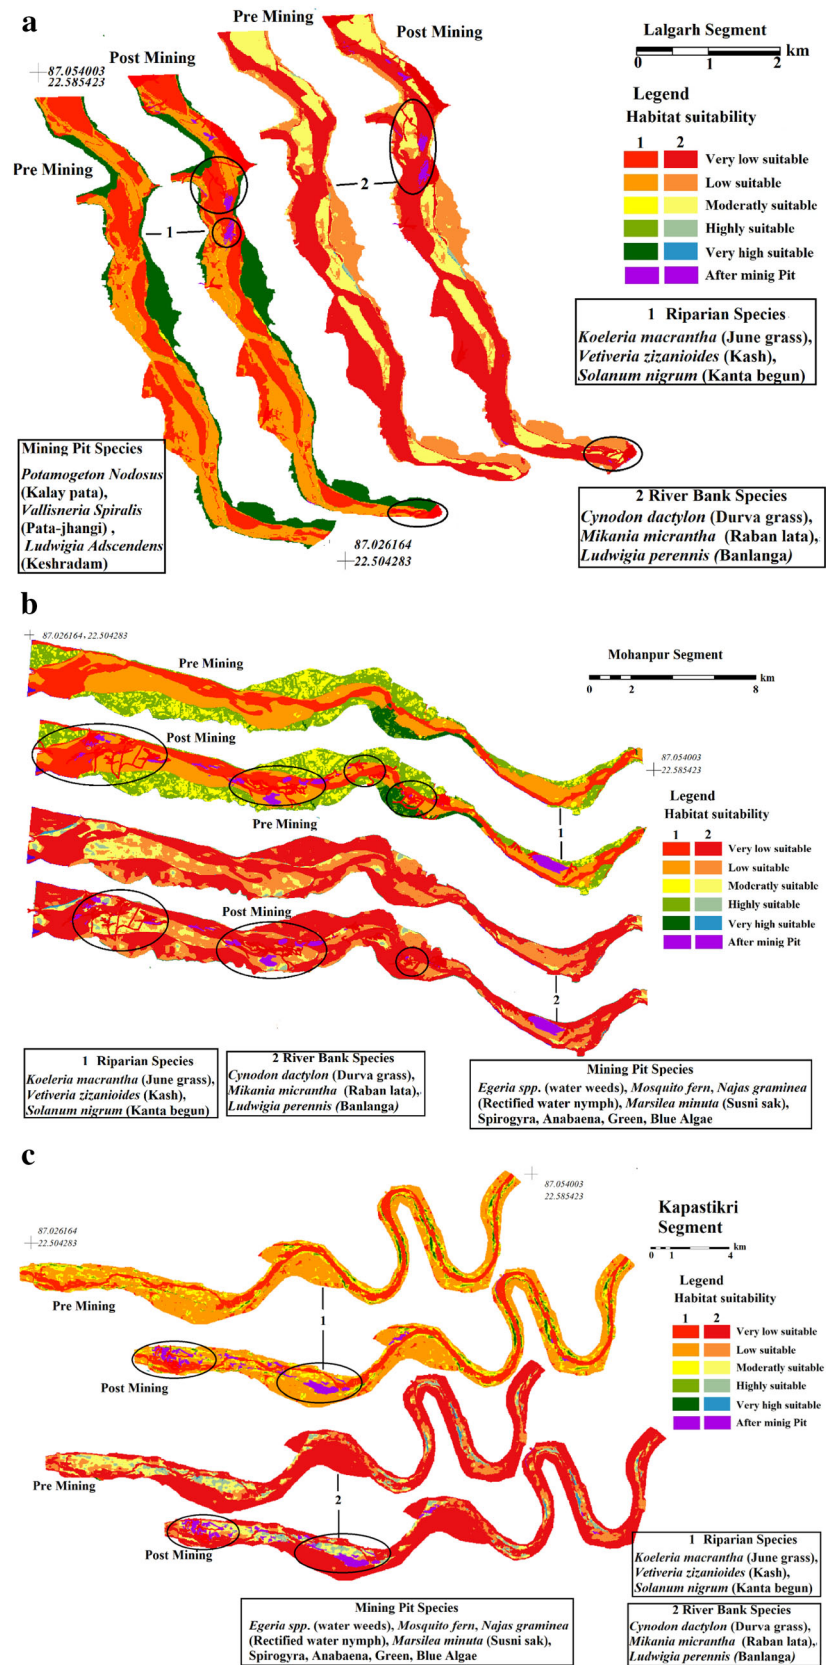 a
Pre Mining
Post Mining
Post Mining
87.054003
22.585423
Pre Mining
1
2
Lalgarh Segment
0 1 2 km
Legend
Habitat suitability
1 2
Very low suitable
Low suitable
Moderatly suitable
Highly suitable
Very high suitable
After minig Pit
1 Riparian Species
Koeleria macrantha (June grass),
Vetiveria zizanioides (Kash),
Solanum nigrum (Kanta begun)
Mining Pit Species
Potamogeton Nodosus
(Kalay pata),
Vallisneria Spiralis
(Pata-jhangi) ,
Ludwigia Adscendens
(Keshradam)
2 River Bank Species
Cynodon dactylon (Durva grass),
Mikania micrantha (Raban lata),
Ludwigia perennis (Banlanga)
87.026164
22.504283
b
87.026164, 22.504283
Pre Mining
Post Mining
Pre Mining
Post Mining
1
2
Mohanpur Segment
0 2 8 km
87.054003
22.585423
Legend
Habitat suitability
1 2
Very low suitable
Low suitable
Moderatly suitable
Highly suitable
Very high suitable
After minig Pit
1 Riparian Species
Koeleria macrantha (June grass),
Vetiveria zizanioides (Kash),
Solanum nigrum (Kanta begun)
2 River Bank Species
Cynodon dactylon (Durva grass),
Mikania micrantha (Raban lata),
Ludwigia perennis (Banlanga)
Mining Pit Species
Egeria spp. (water weeds), Mosquito fern, Najas graminea
(Rectified water nymph), Marsilea minuta (Susni sak),
Spirogyra, Anabaena, Green, Blue Algae
c
87.054003
22.585423
87.026164
22.504283
Pre Mining
1
Post Mining
Pre Mining
2
Post Mining
Kapastikri
Segment
0 1 4 km
Legend
Habitat suitability
1 2
Very low suitable
Low suitable
Moderatly suitable
Highly suitable
Very high suitable
After minig Pit
1 Riparian Species
Koeleria macrantha (June grass),
Vetiveria zizanioides (Kash),
Solanum nigrum (Kanta begun)
Mining Pit Species
Egeria spp. (water weeds), Mosquito fern, Najas graminea
(Rectified water nymph), Marsilea minuta (Susni sak),
Spirogyra, Anabaena, Green, Blue Algae
2 River Bank Species
Cynodon dactylon (Durva grass),
Mikania micrantha (Raban lata),
Ludwigia perennis (Banlanga)